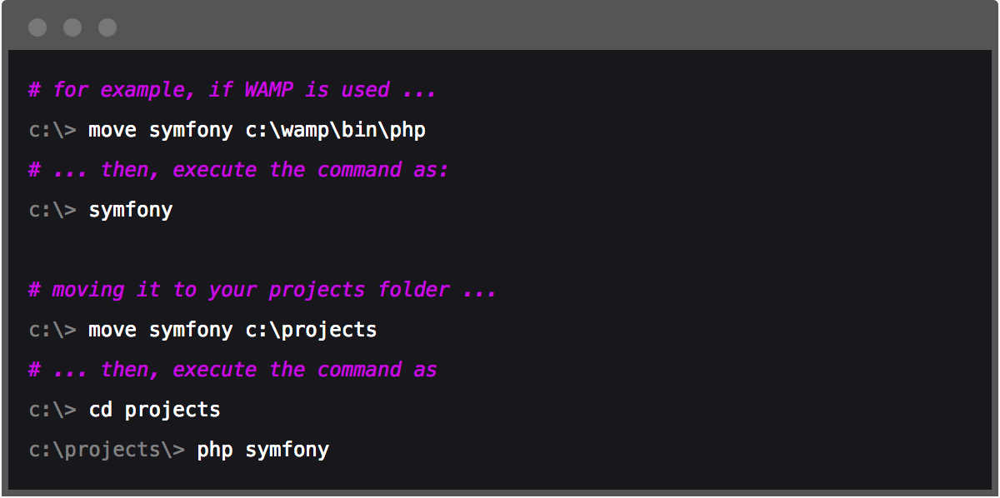 # for example, if WAMP is used ...
c:\> move symfony c:\wamp\bin\php
# ... then, execute the command as:
c:\> symfony
# moving it to your projects folder ...
c:\> move symfony c:\projects
# ... then, execute the command as
c:\> cd projects
c:\projects\> php symfony